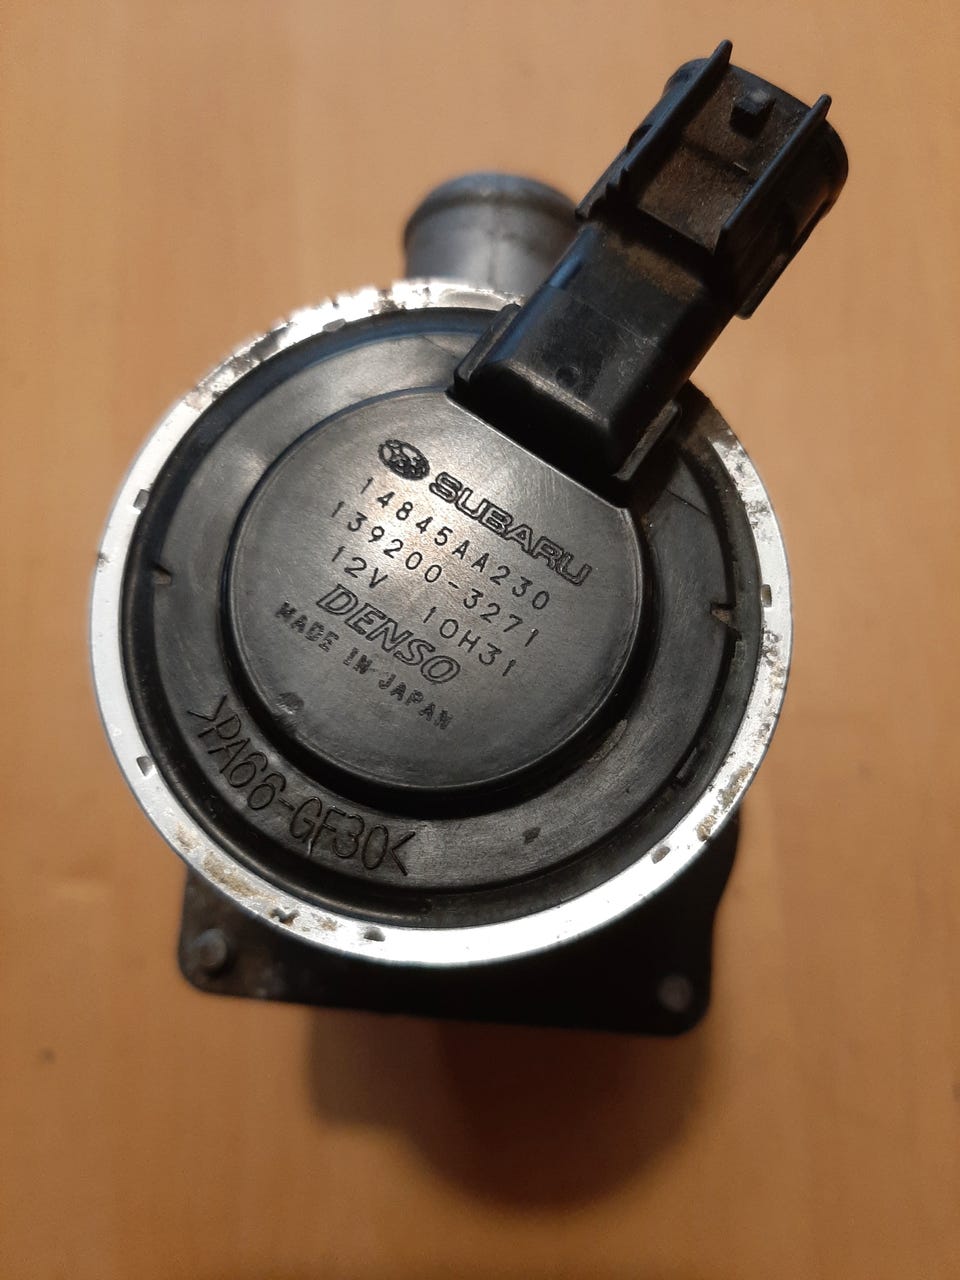 SUBARU
14845AA230
139200-3271
12V 10H31
DENSO
MADE IN JAPAN
>PA66-GF30<